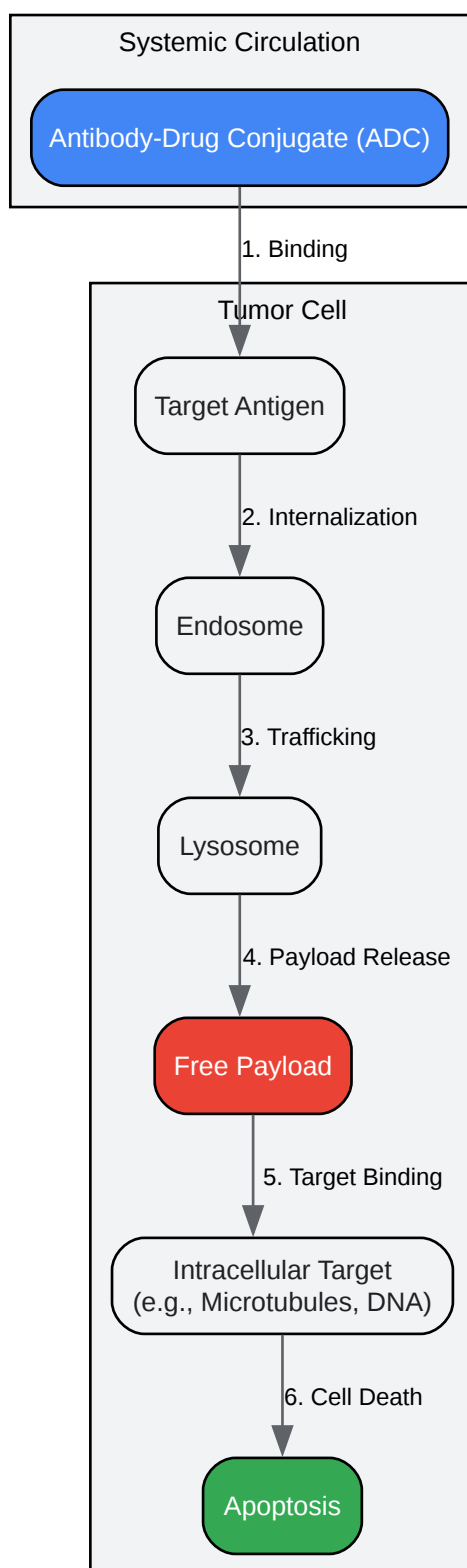 Systemic Circulation
Antibody-Drug Conjugate (ADC)
1. Binding
Tumor Cell
Target Antigen
2. Internalization
Endosome
3. Trafficking
Lysosome
4. Payload Release
Free Payload
5. Target Binding
Intracellular Target
(e.g., Microtubules, DNA)
6. Cell Death
Apoptosis